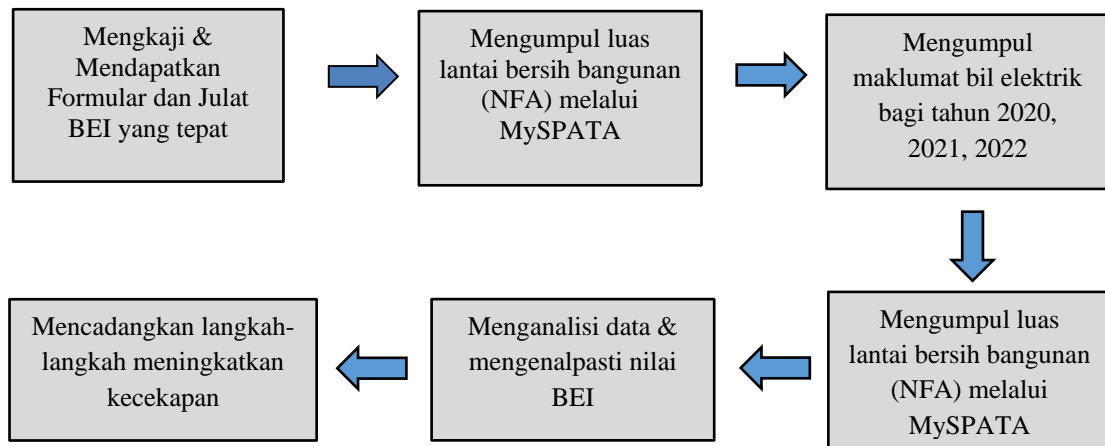 Mengkaji &
Mendapatkan
Formular dan Julat
BEI yang tepat
Mengumpul luas
lantai bersih bangunan
(NFA) melalui
MySPATA
Mengumpul
maklumat bil elektrik
bagi tahun 2020,
2021, 2022
Mengumpul luas
lantai bersih bangunan
(NFA) melalui
MySPATA
Menganalisi data &
mengenalpasti nilai
BEI
Mencadangkan langkah-
langkah meningkatkan
kecekapan